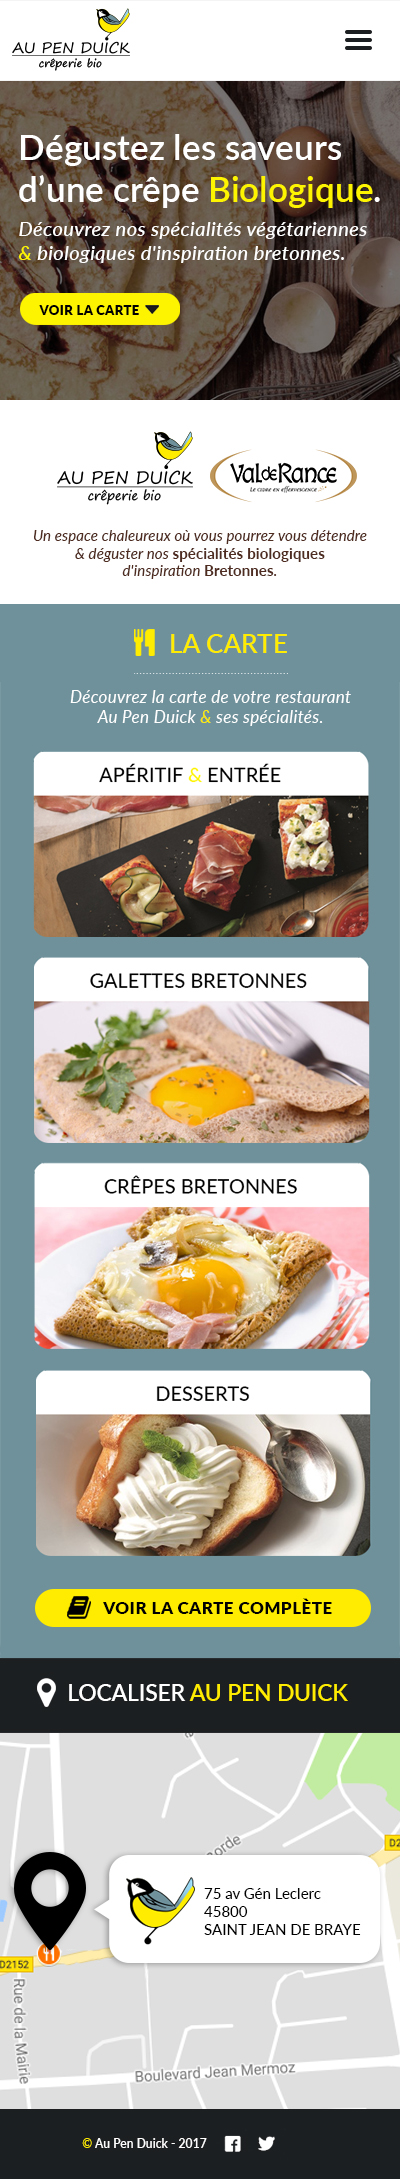 AU PEN DUICK
crêperie bio
Dégustez les saveurs
d’une crêpe Biologique.
Découvrez nos spécialités végétariennes
& biologiques d'inspiration bretonnes.
VOIR LA CARTE
AU PEN DUICK
crêperie bio
Val de Rance
Le cidre en effervescence
Un espace chaleureux où vous pourrez vous détendre
& déguster nos spécialités biologiques
d'inspiration Bretonnes.
LA CARTE
Découvrez la carte de votre restaurant
Au Pen Duick & ses spécialités.
APÉRITIF & ENTRÉE
GALETTES BRETONNES
CRÊPES BRETONNES
DESSERTS
VOIR LA CARTE COMPLÈTE
LOCALISER AU PEN DUICK
orde
D2
75 av Gén Leclerc
45800
SAINT JEAN DE BRAYE
D2152
Rue de la Mairie
Boulevard Jean Mermoz
© Au Pen Duick - 2017